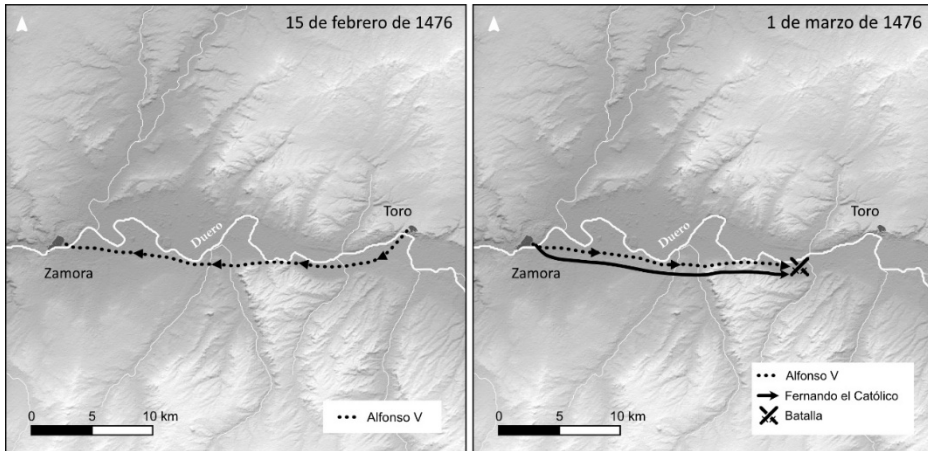 15 de febrero de 1476
Toro
Duero
Zamora
0 5 10 km
Alfonso V
1 de marzo de 1476
Toro
Duero
Zamora
0 5 10 km
Alfonso V
Fernando el Católico
Batalla